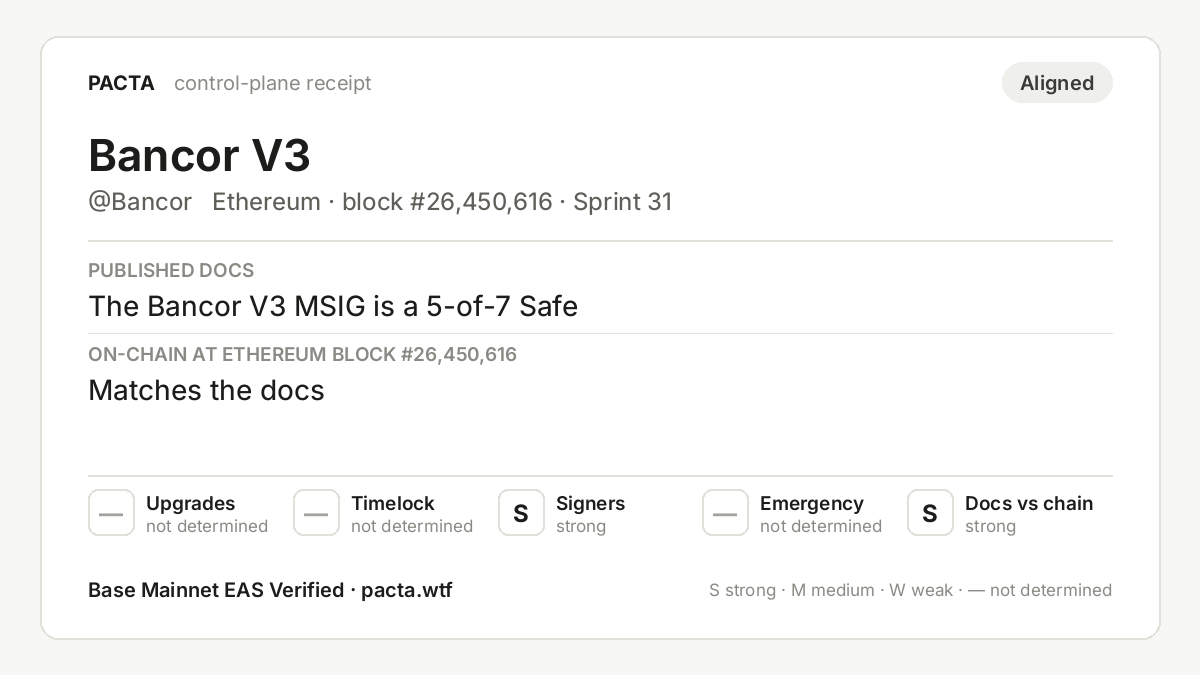 PACTA control-plane receipt Aligned
Bancor V3
@Bancor Ethereum · block #26,450,616 · Sprint 31
PUBLISHED DOCS
The Bancor V3 MSIG is a 5-of-7 Safe
ON-CHAIN AT ETHEREUM BLOCK #26,450,616
Matches the docs
— Upgrades — Timelock S Signers — Emergency S Docs vs chain
not determined not determined strong not determined strong
Base Mainnet EAS Verified · pacta.wtf S strong · M medium · W weak · — not determined